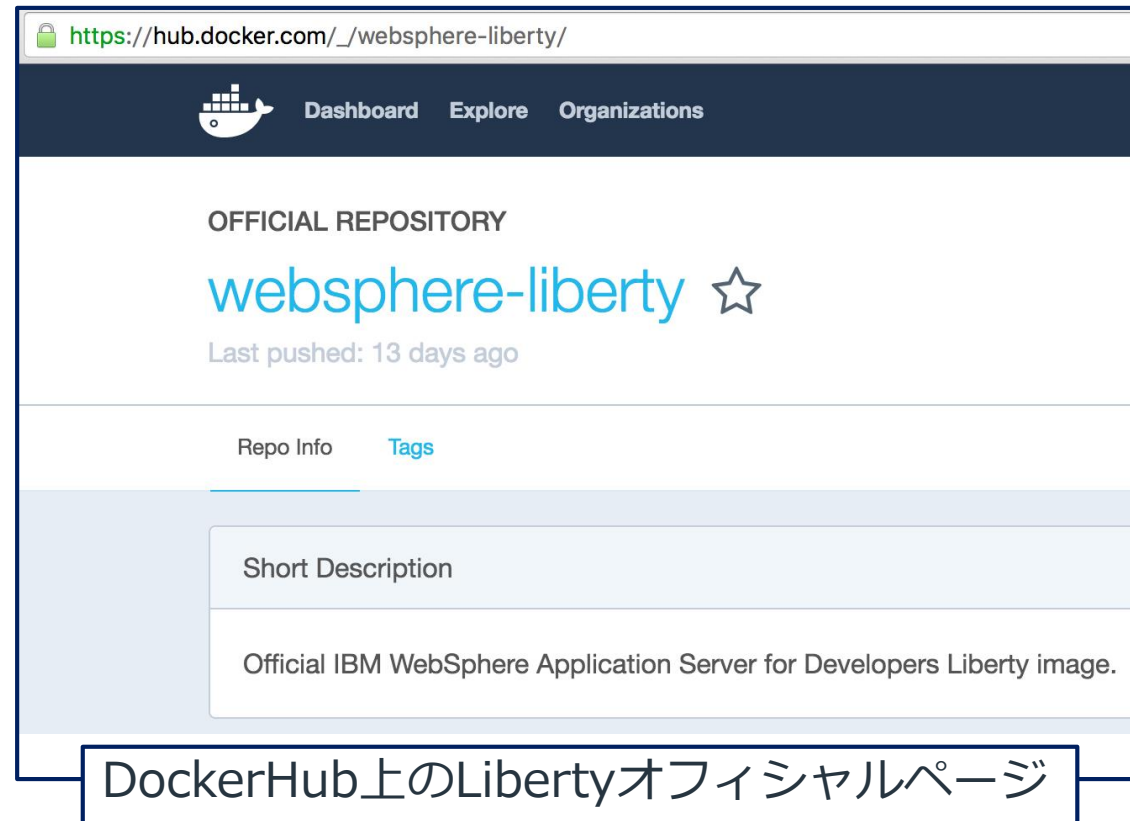 https://hub.docker.com/_/websphere-liberty/
Dashboard Explore Organizations
OFFICIAL REPOSITORY
websphere-liberty
Last pushed: 13 days ago
Repo Info Tags
Short Description
Official IBM WebSphere Application Server for Developers Liberty image.
DockerHub上のLibertyオフィシャルページ